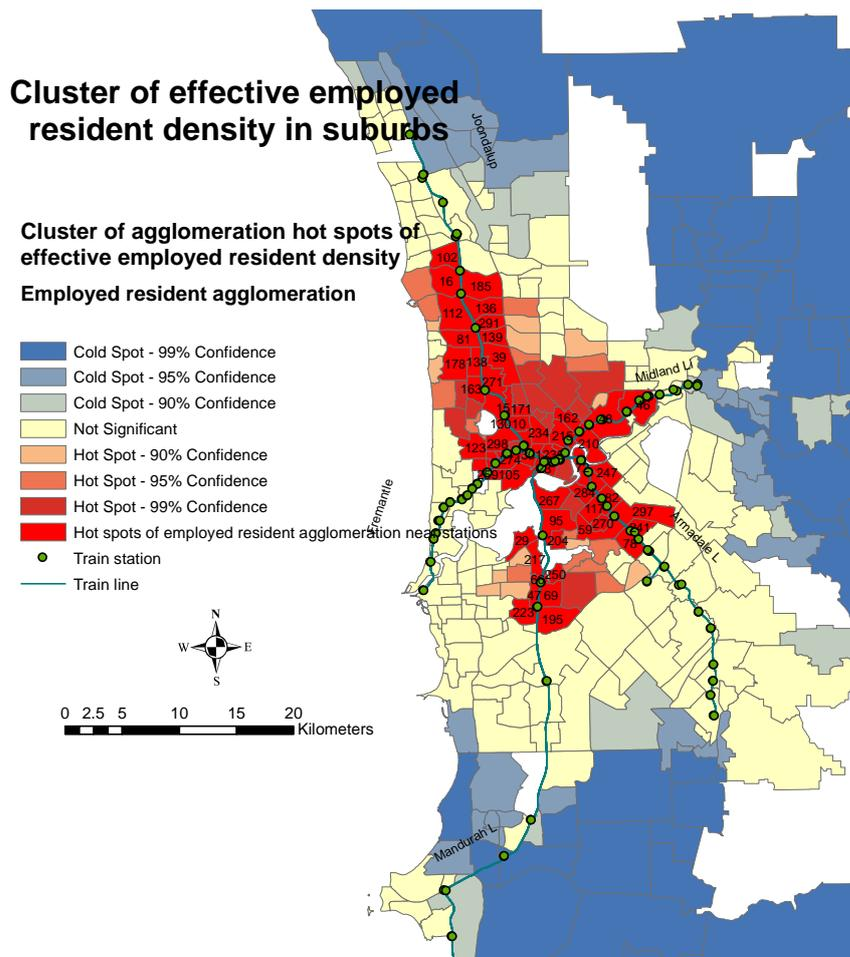 Cluster of effective employed
resident density in suburbs
Joondalup
Cluster of agglomeration hot spots of
effective employed resident density
Employed resident agglomeration
Cold Spot - 99% Confidence
Cold Spot - 95% Confidence
Cold Spot - 90% Confidence
Not Significant
Hot Spot - 90% Confidence
Hot Spot - 95% Confidence
Hot Spot - 99% Confidence
Hot spots of employed resident agglomeration near stations
Train station
Train line
102
16 185
112 136
291
81 139
178 138 39
163 271
15 171
130 10
162
46
234
123 298
210
105
247
267 284
117
95 59 270 297
29 204
217
250
47 69
223 195
Midland Li
Fremantle
Armadale L
Mandurah L
N
W E
S
0 2.5 5 10 15 20
Kilometers